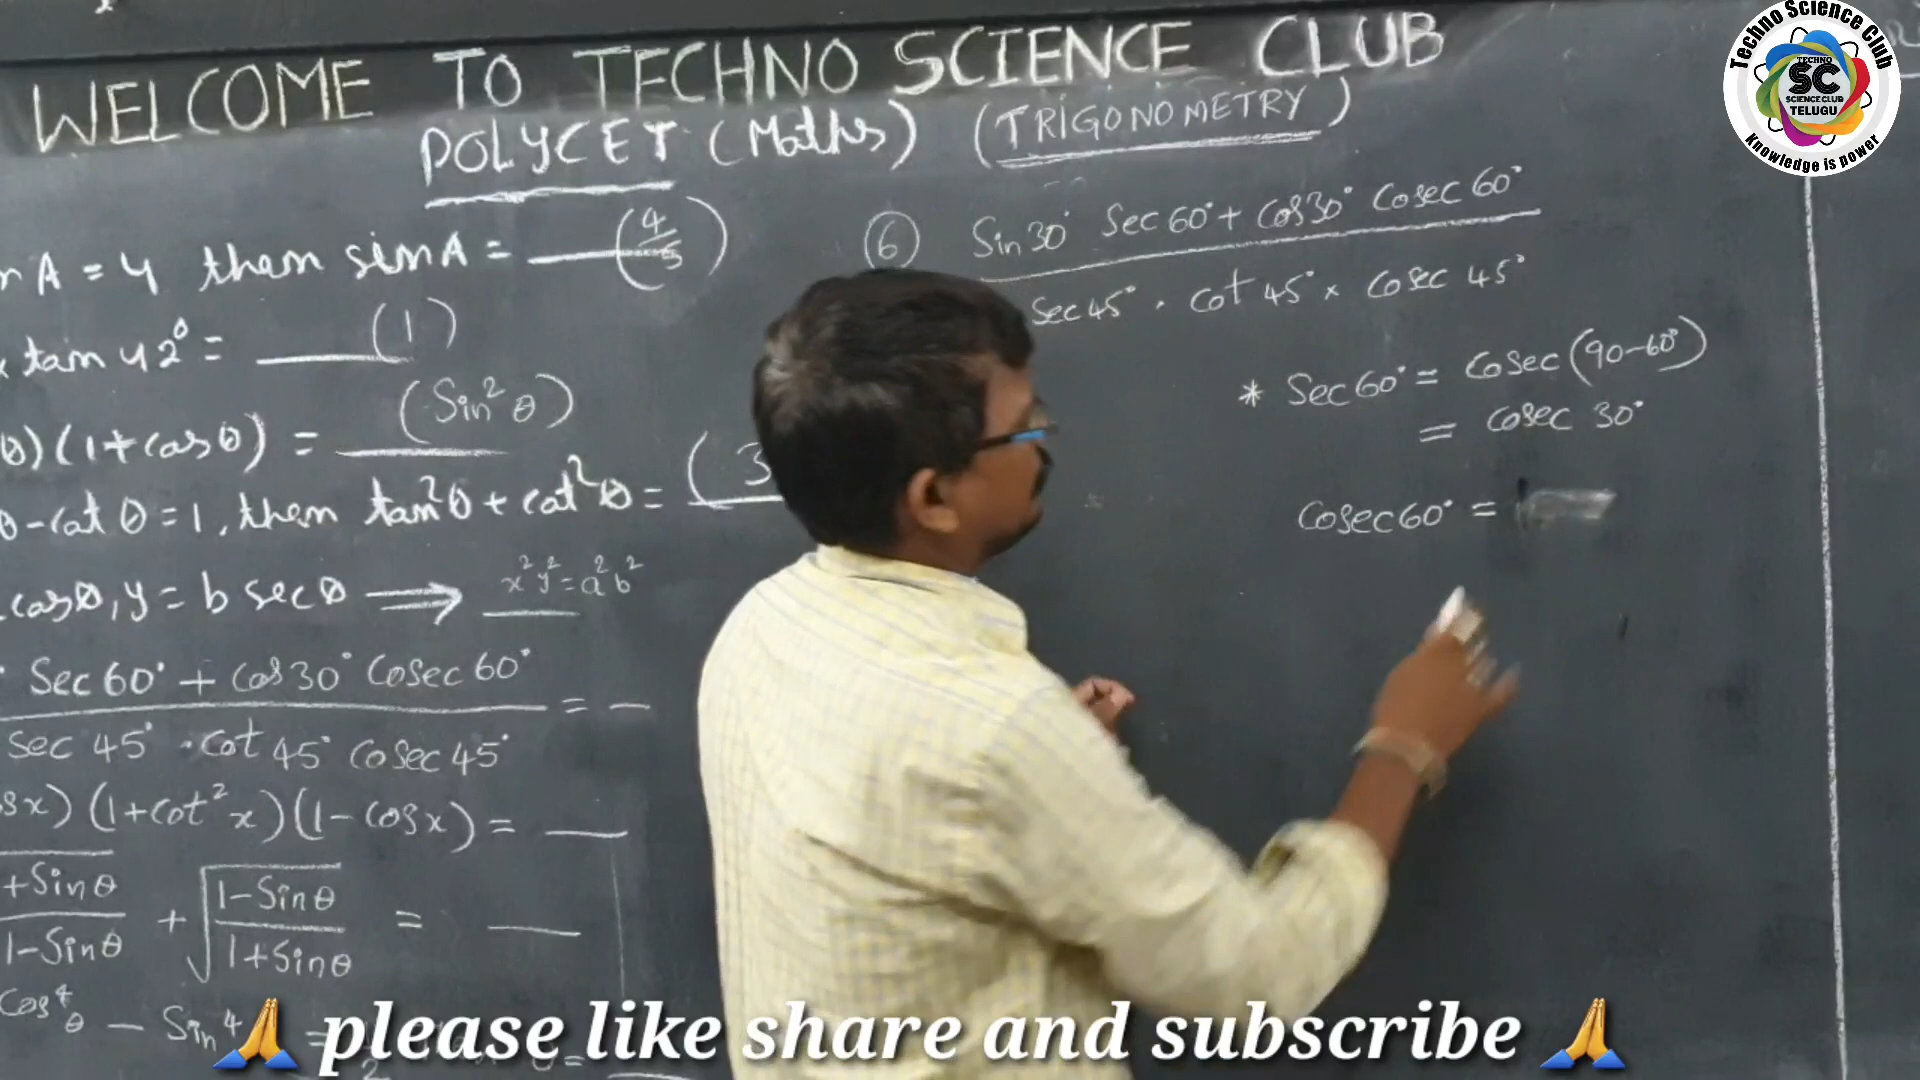 WELCOME TO TECHNO SCIENCE CLUB
POLYCET (Maths) (TRIGONOMETRY)
Techno Science Club
TECHNO
SC
SCIENCE CLUB
TELUGU
Knowledge is power
A = 4 then sin A = (4/5)
× tan 42° = (1)
θ)(1+cosθ) = (Sin²θ)
θ - cot θ = 1, then tan²θ + cot²θ = (3
cosθ, y = b secθ ⟹ x²y² = a²b²
Sec 60° + Cos 30° Cosec 60° = —
Sec 45° · Cot 45° Cosec 45°
x)(1+cot²x)(1-Cosx) =
+Sinθ
1-Sinθ
+ √ 1-Sinθ =
1+Sinθ
Cos⁴θ - Sin⁴ =
⑥ Sin 30° Sec 60° + Cos 30° Cosec 60°
Sec 45° · Cot 45° × Cosec 45°
* Sec 60° = Cosec (90-60°)
= Cosec 30°
Cosec 60° =
🙏 please like share and subscribe 🙏